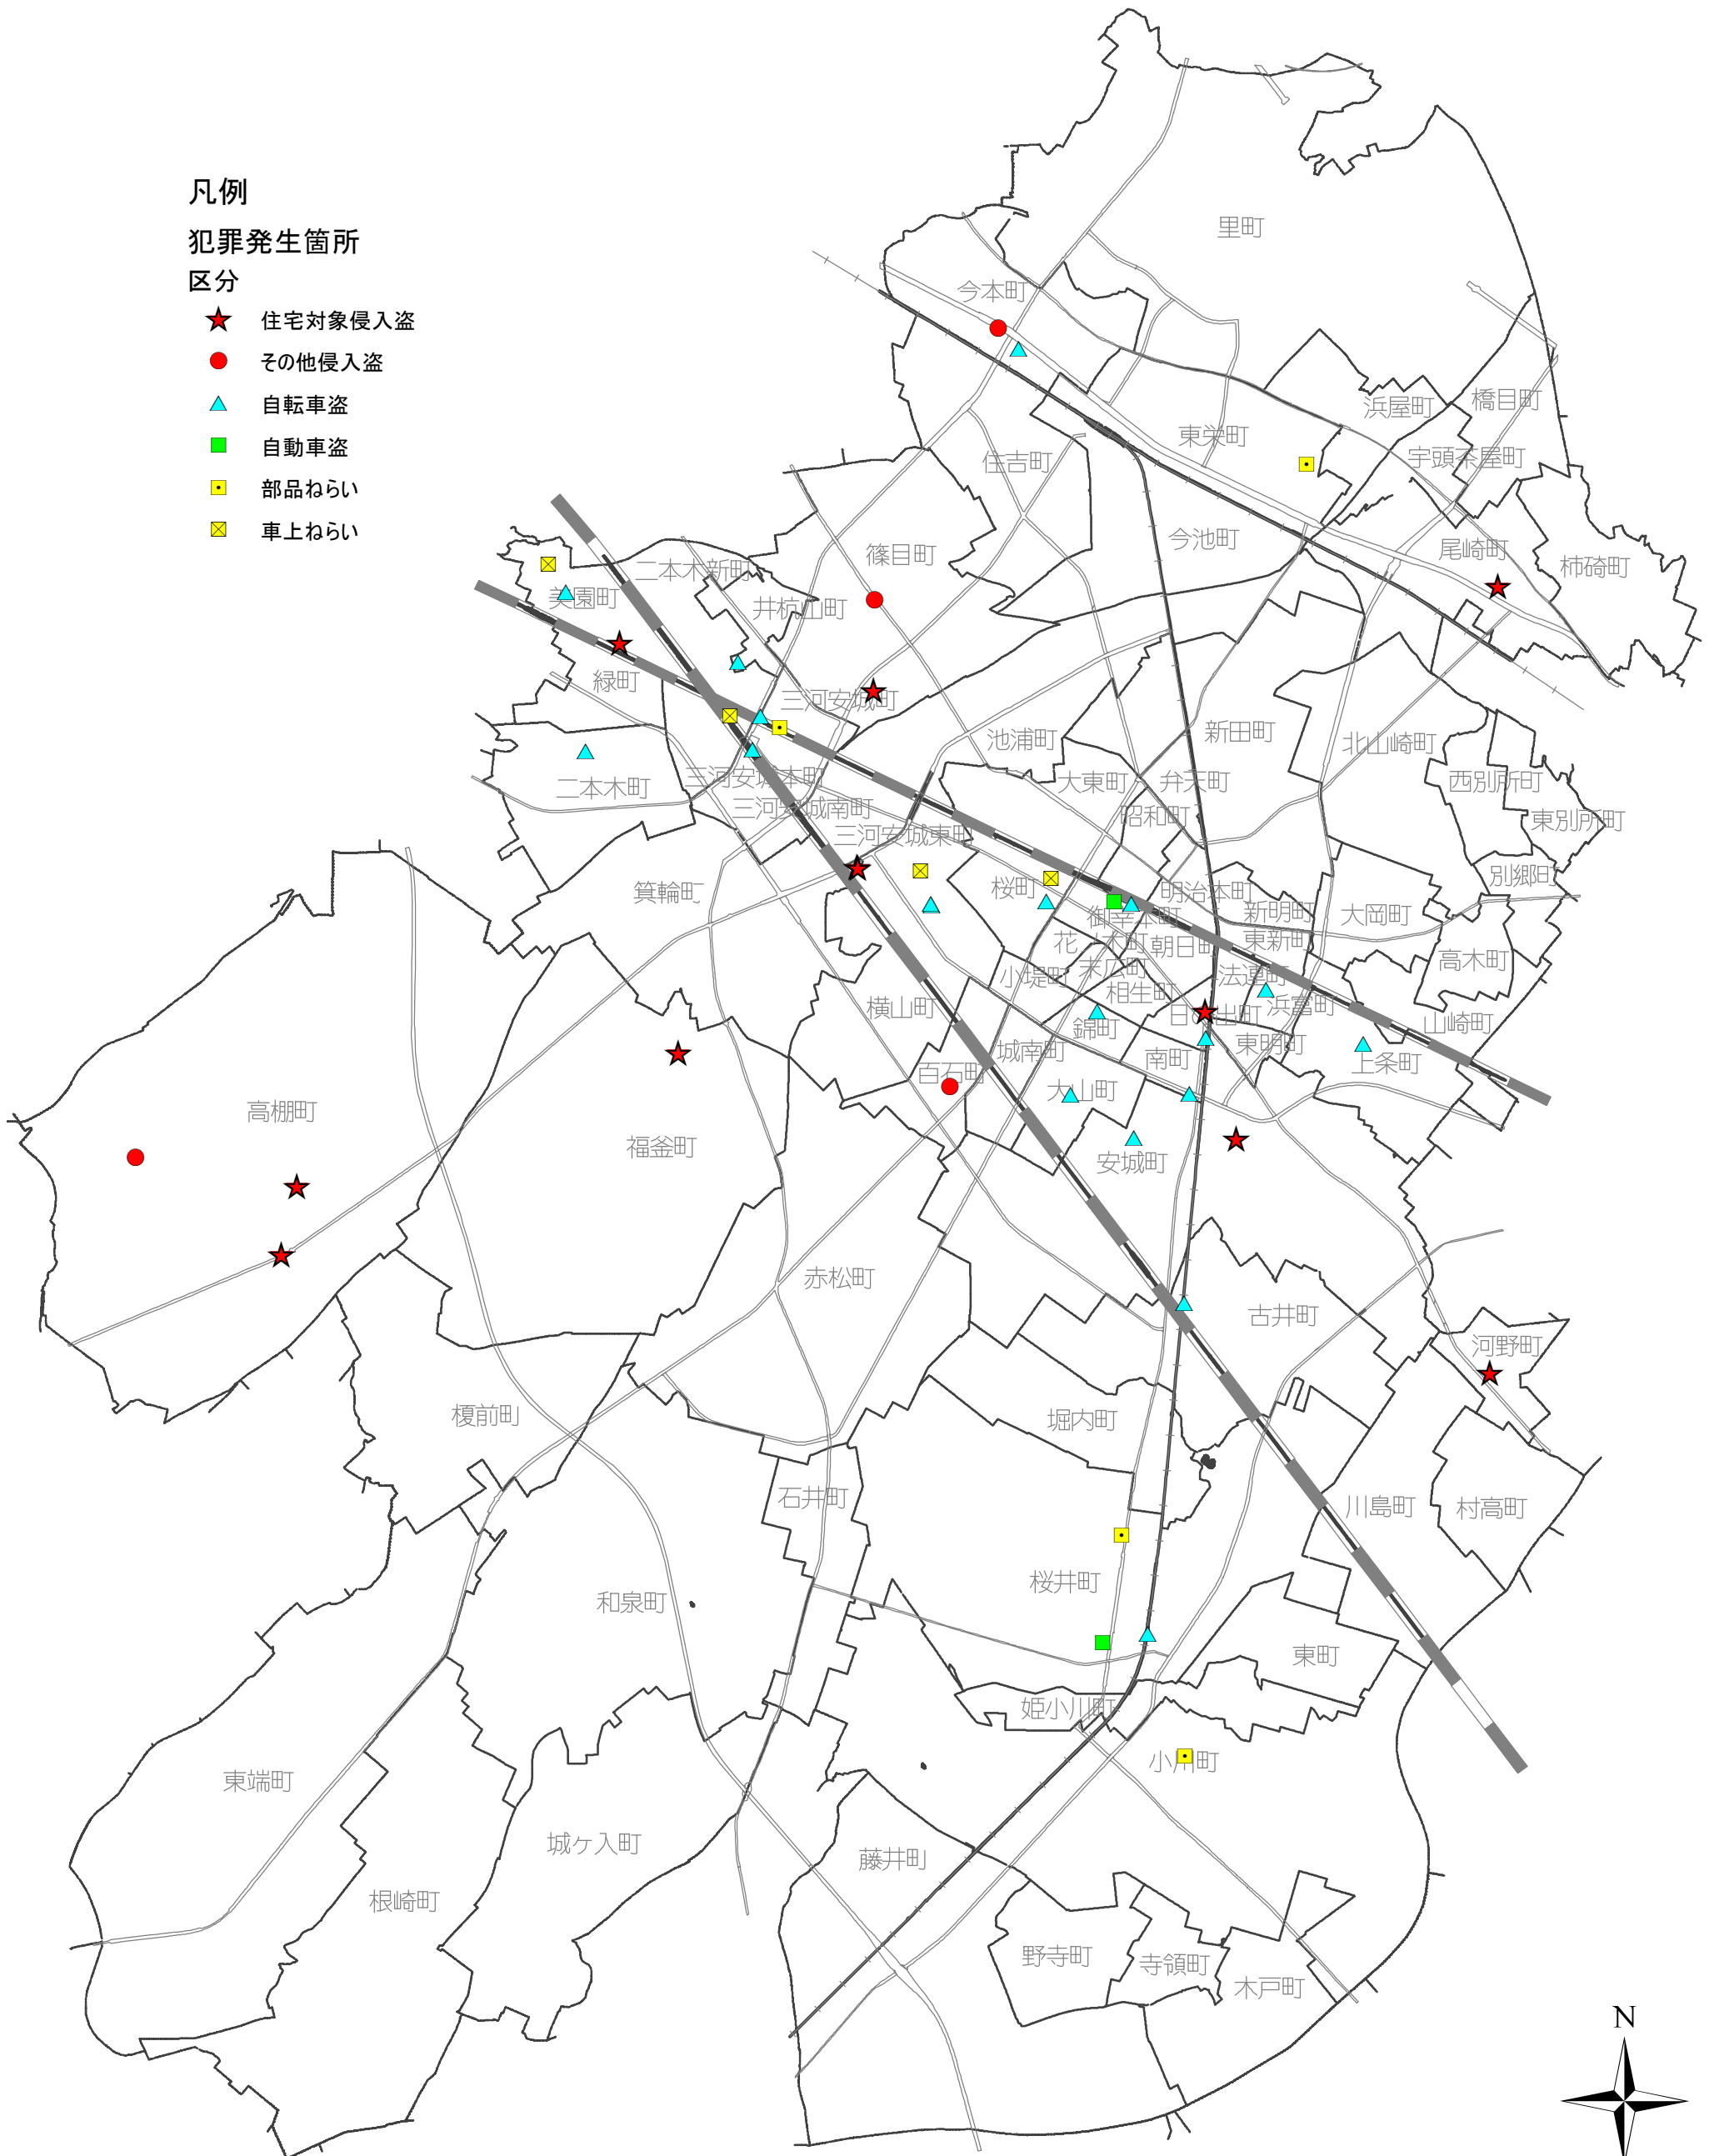 凡例
犯罪発生箇所
区分
住宅対象侵入盗
その他侵入盗
自転車盗
自動車盗
部品ねらい
車上ねらい
里町
今本町
浜屋町
橋目町
東栄町
住吉町
宇頭茶屋町
今池町
尾崎町
柿碕町
篠目町
二本木新町
美園町
井杭山町
緑町
三河安城町
池浦町
新田町
北山崎町
大東町
弁天町
西別所町
二本木町
三河安城本町
三河安城南町
昭和町
東別所町
三河安城東町
箕輪町
桜町
明治本町
別郷町
御幸本町
新明町
大岡町
花ノ木町
朝日町
東新町
高木町
末広町
小堤町
法連町
相生町
横山町
日の出町
浜富町
山崎町
錦町
東明町
城南町
南町
上条町
百石町
大山町
高棚町
福釜町
安城町
赤松町
古井町
河野町
榎前町
堀内町
石井町
川島町
村高町
桜井町
和泉町
東町
姫小川町
小川町
東端町
城ヶ入町
藤井町
根崎町
野寺町
寺領町
木戸町
N